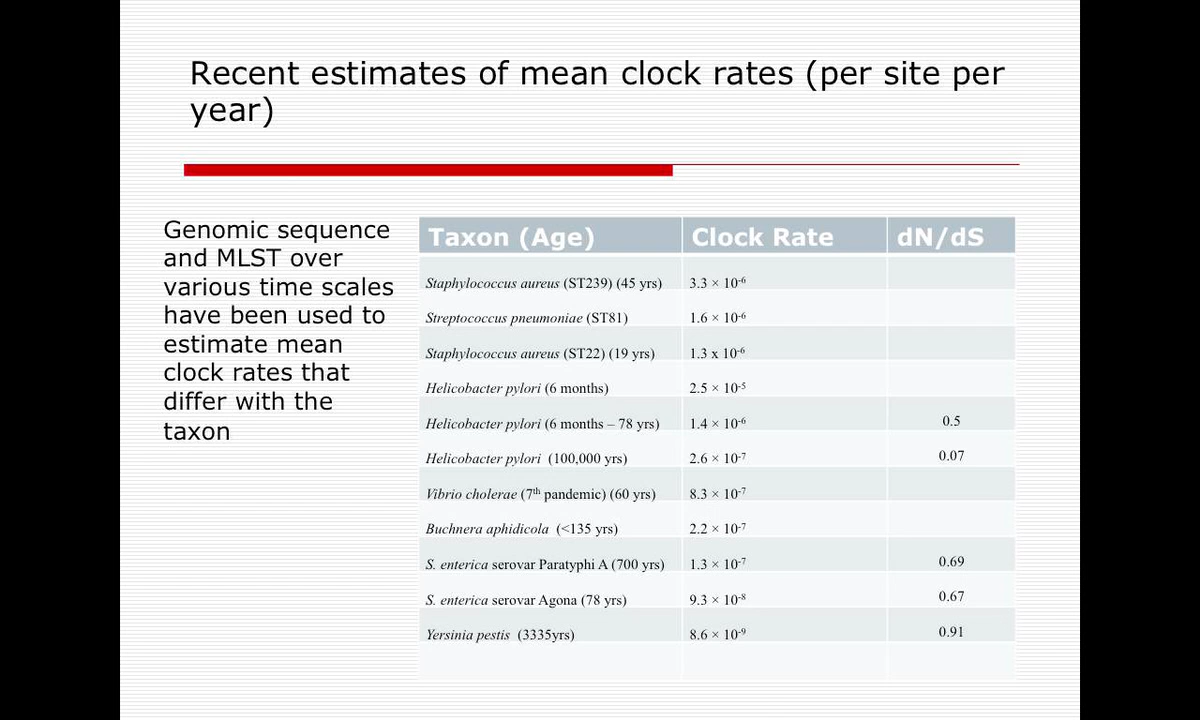 Recent estimates of mean clock rates (per site per
year)
Genomic sequence
and MLST over
various time scales
have been used to
estimate mean
clock rates that
differ with the
taxon
Taxon (Age) Clock Rate dN/dS
Staphylococcus aureus (ST239) (45 yrs) 3.3 × 10⁻⁶
Streptococcus pneumoniae (ST81) 1.6 × 10⁻⁶
Staphylococcus aureus (ST22) (19 yrs) 1.3 x 10⁻⁶
Helicobacter pylori (6 months) 2.5 × 10⁻⁵
Helicobacter pylori (6 months – 78 yrs) 1.4 × 10⁻⁶ 0.5
Helicobacter pylori (100,000 yrs) 2.6 × 10⁻⁷ 0.07
Vibrio cholerae (7th pandemic) (60 yrs) 8.3 × 10⁻⁷
Buchnera aphidicola (<135 yrs) 2.2 × 10⁻⁷
S. enterica serovar Paratyphi A (700 yrs) 1.3 × 10⁻⁷ 0.69
S. enterica serovar Agona (78 yrs) 9.3 × 10⁻⁸ 0.67
Yersinia pestis (3335yrs) 8.6 × 10⁻⁹ 0.91